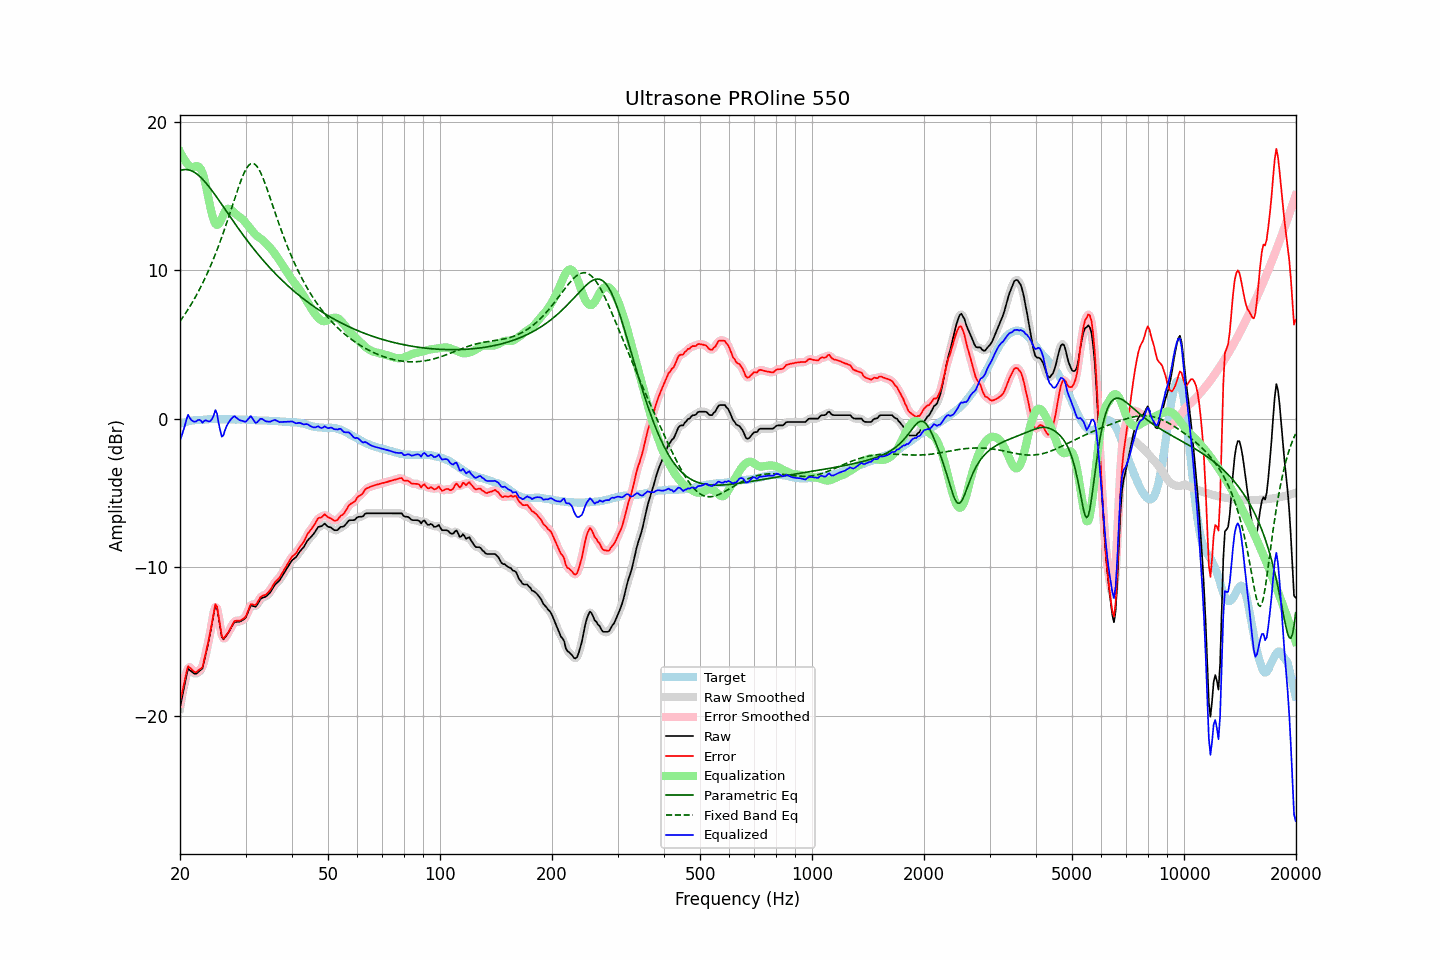 Ultrasone PROline 550
Amplitude (dBr)
20
10
0
−10
−20
Target
Raw Smoothed
Error Smoothed
Raw
Error
Equalization
Parametric Eq
Fixed Band Eq
Equalized
20 50 100 200 500 1000 2000 5000 10000 20000
Frequency (Hz)